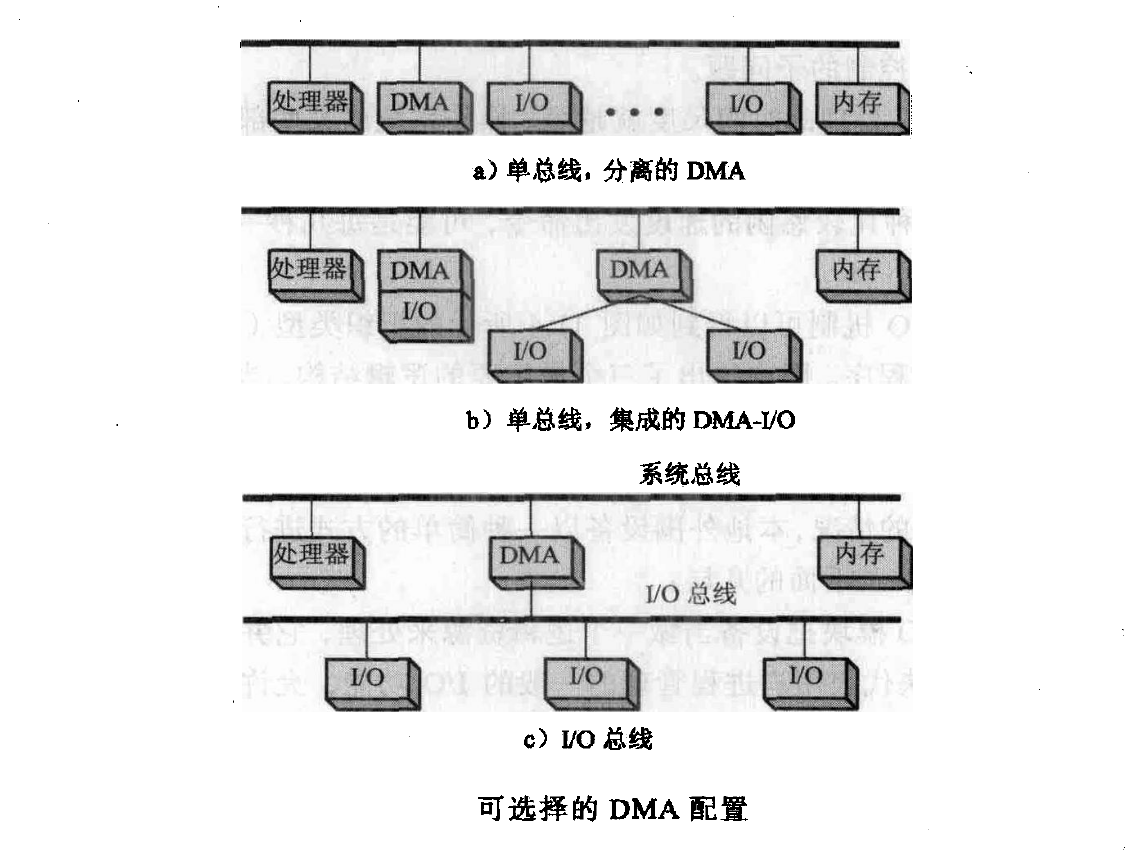 处理器 DMA I/O ••• I/O 内存
a）单总线，分离的 DMA
处理器 DMA DMA 内存
I/O
I/O I/O
b）单总线，集成的 DMA-I/O
系统总线
处理器 DMA 内存
I/O 总线
I/O I/O I/O
c）I/O 总线
可选择的 DMA 配置